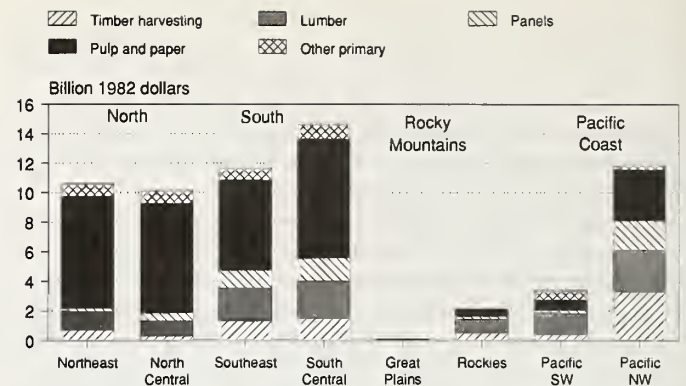 Timber harvesting Lumber Panels
Pulp and paper Other primary
Billion 1982 dollars
16
14
12
10
8
6
4
2
0
North South Rocky Mountains Pacific Coast
Northeast North Central Southeast South Central Great Plains Rockies Pacific SW Pacific NW